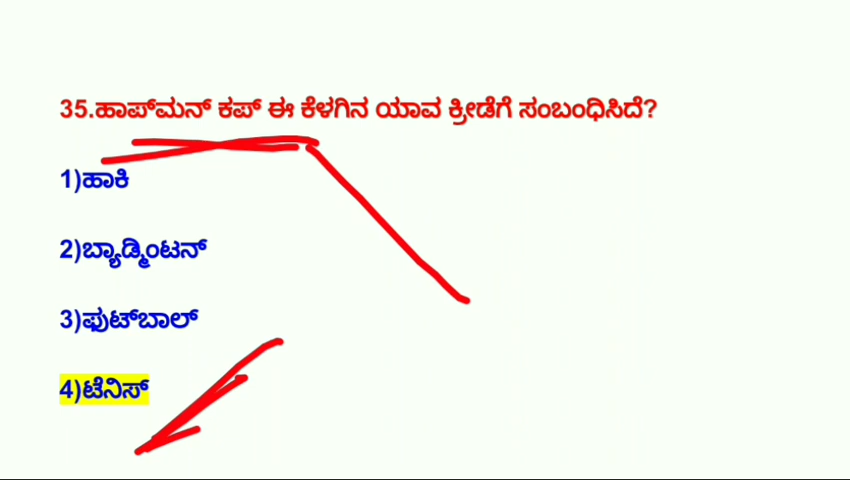 35.ಹಾಪ್‌ಮನ್ ಕಪ್ ಈ ಕೆಳಗಿನ ಯಾವ ಕ್ರೀಡೆಗೆ ಸಂಬಂಧಿಸಿದೆ?
1)ಹಾಕಿ
2)ಬ್ಯಾಡ್ಮಿಂಟನ್
3)ಫುಟ್‌ಬಾಲ್
4)ಟೆನಿಸ್